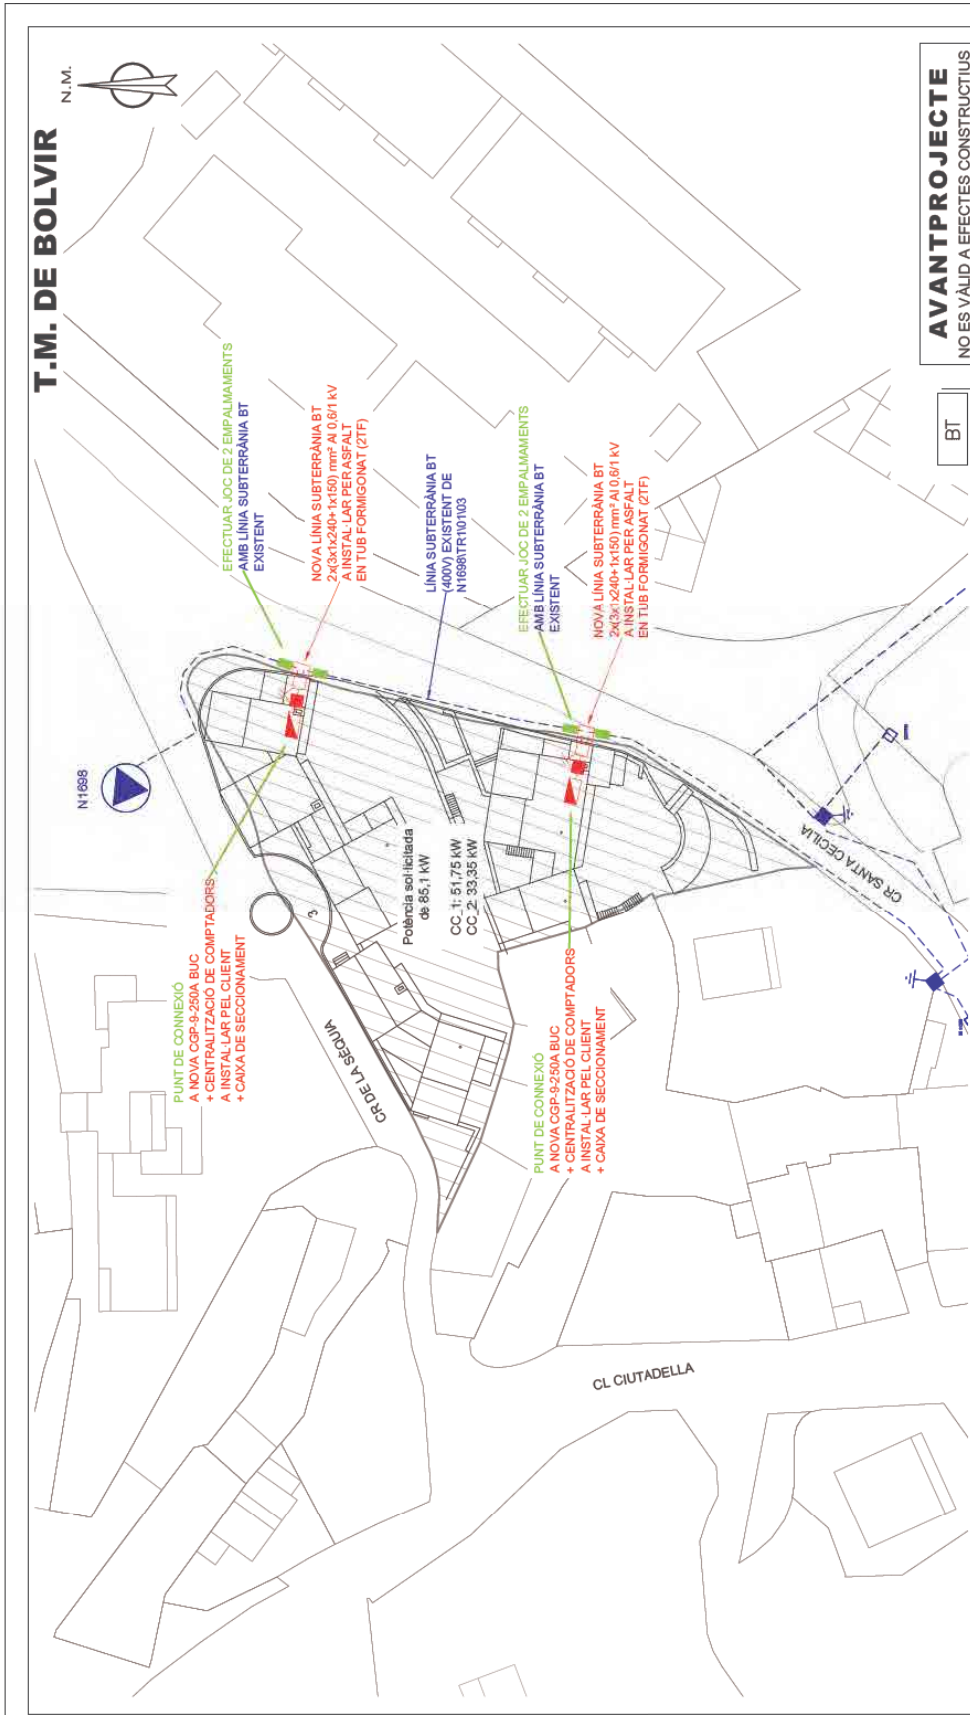 T.M. DE BOLVIR
N.M.
N1698
EFECTUAR JOC DE 2 EMPALMAMENTS
AMB LÍNIA SUBTERRÀNIA BT
EXISTENT
NOVA LÍNIA SUBTERRÀNIA BT
2x(3x1x240+1x150) mm² Al 0,6/1 kV
A INSTAL·LAR PER ASFALT
EN TUB FORMIGONAT (2TF)
LÍNIA SUBTERRÀNIA BT
(400V) EXISTENT DE
N1698\TR1\01\03
EFECTUAR JOC DE 2 EMPALMAMENTS
AMB LÍNIA SUBTERRÀNIA BT
EXISTENT
NOVA LÍNIA SUBTERRÀNIA BT
2x(3x1x240+1x150) mm² Al 0,6/1 kV
A INSTAL·LAR PER ASFALT
EN TUB FORMIGONAT (2TF)
PUNT DE CONNEXIÓ
A NOVA CGP-9-250A BUC
+ CENTRALITZACIÓ DE COMPTADORS
A INSTAL·LAR PEL CLIENT
+ CAIXA DE SECCIONAMENT
3
Potència sol·licitada
de 85,1 kW
CC_1: 51,75 kW
CC_2: 33,35 kW
CR DE LA SEQUIA
PUNT DE CONNEXIÓ
A NOVA CGP-9-250A BUC
+ CENTRALITZACIÓ DE COMPTADORS
A INSTAL·LAR PEL CLIENT
+ CAIXA DE SECCIONAMENT
CR SANTA CECILIA
CL CIUTADELLA
BT
AVANTPROJECTE
NO ES VÀLID A EFECTES CONSTRUCTIUS